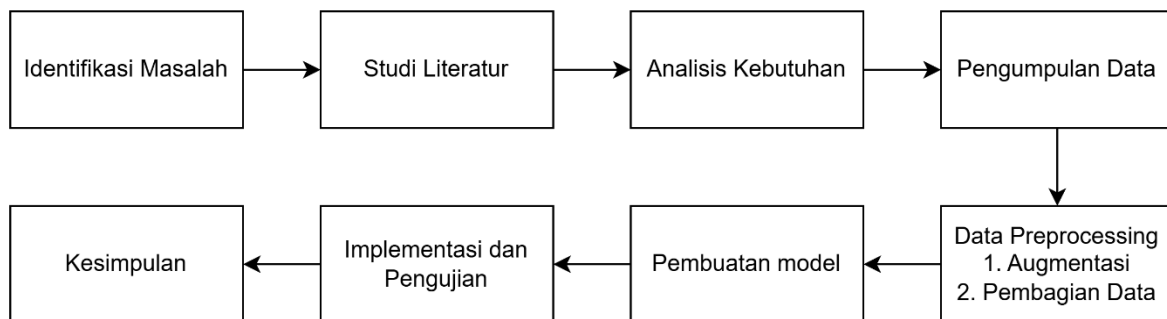 Identifikasi Masalah
Studi Literatur
Analisis Kebutuhan
Pengumpulan Data
Data Preprocessing
1. Augmentasi
2. Pembagian Data
Pembuatan model
Implementasi dan
Pengujian
Kesimpulan